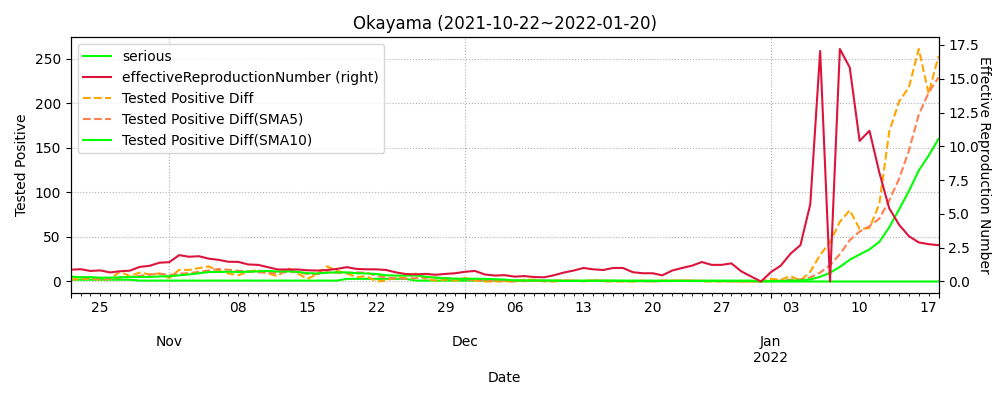 Okayama (2021-10-22~2022-01-20)
serious
effectiveReproductionNumber (right)
Tested Positive Diff
Tested Positive Diff(SMA5)
Tested Positive Diff(SMA10)
Tested Positive
250
200
150
100
50
0
17.5
15.0
12.5
10.0
7.5
5.0
2.5
0.0
Effective Reproduction Number
25 08 15 22 29 06 13 20 27 03 10 17
Nov Dec Jan
2022
Date